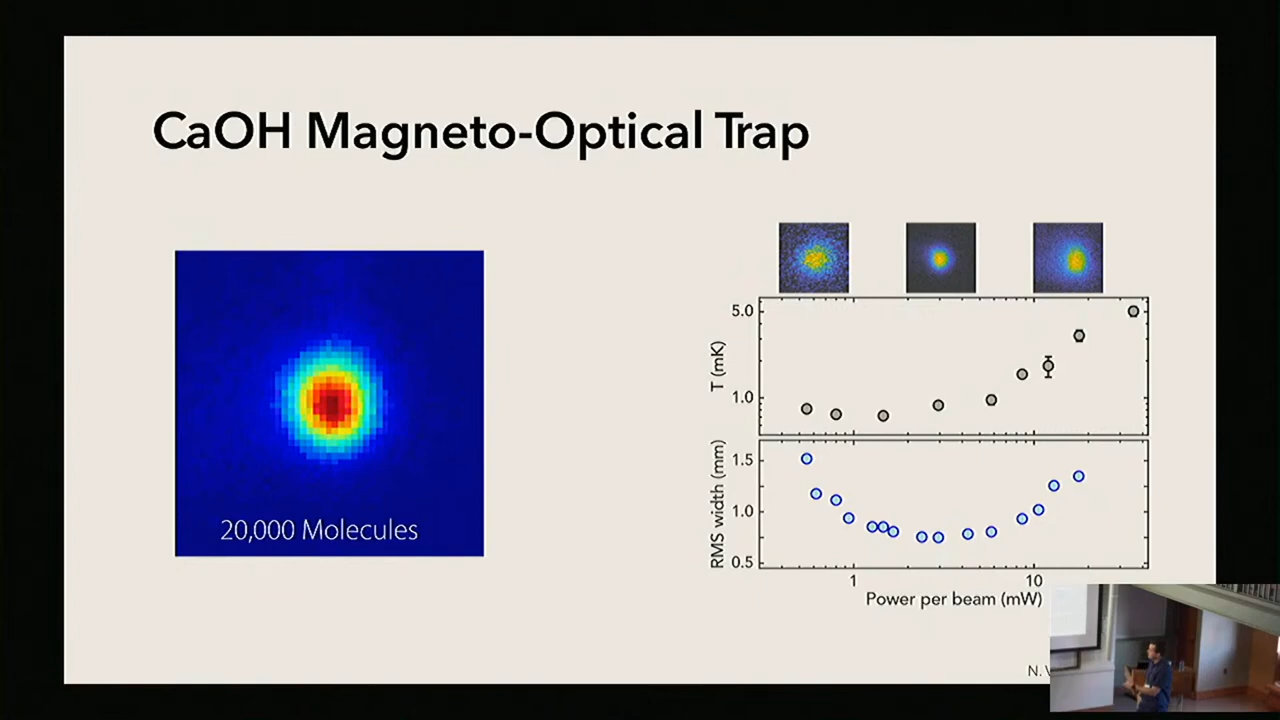 CaOH Magneto-Optical Trap
20,000 Molecules
5.0
1.0
T (mK)
1.5
1.0
0.5
RMS width (mm)
1
10
Power per beam (mW)
N.